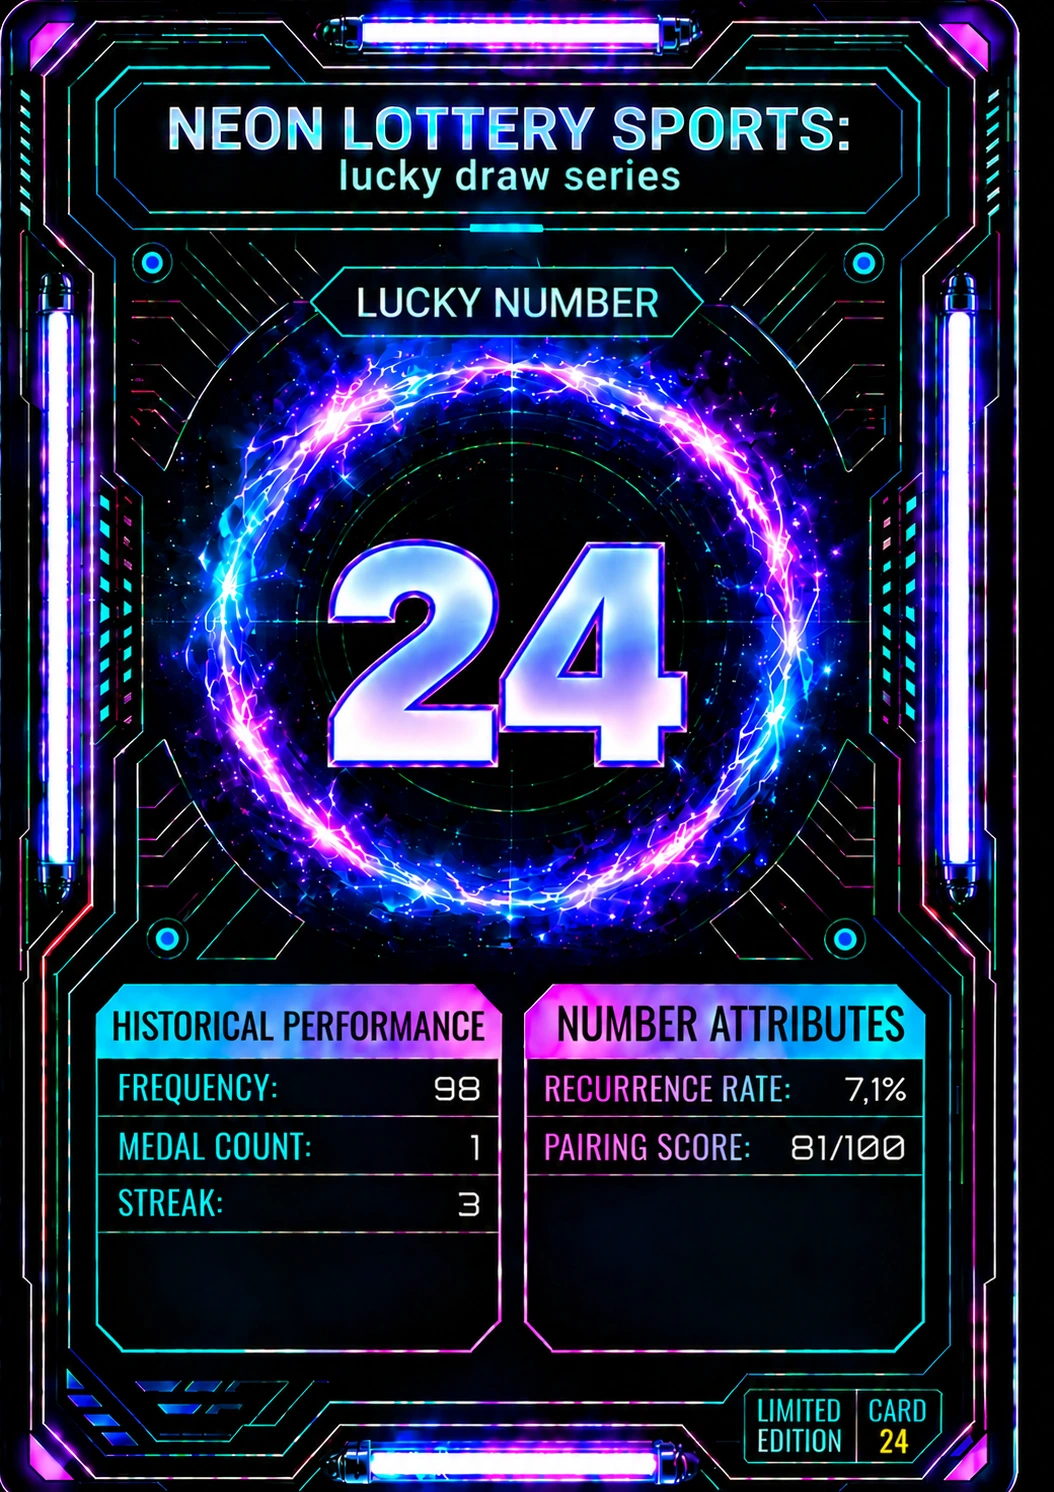 NEON LOTTERY SPORTS:
lucky draw series
LUCKY NUMBER
24
HISTORICAL PERFORMANCE
FREQUENCY: 98
MEDAL COUNT: 1
STREAK: 3
NUMBER ATTRIBUTES
RECURRENCE RATE: 7,1%
PAIRING SCORE: 81/100
LIMITED
EDITION
CARD
24